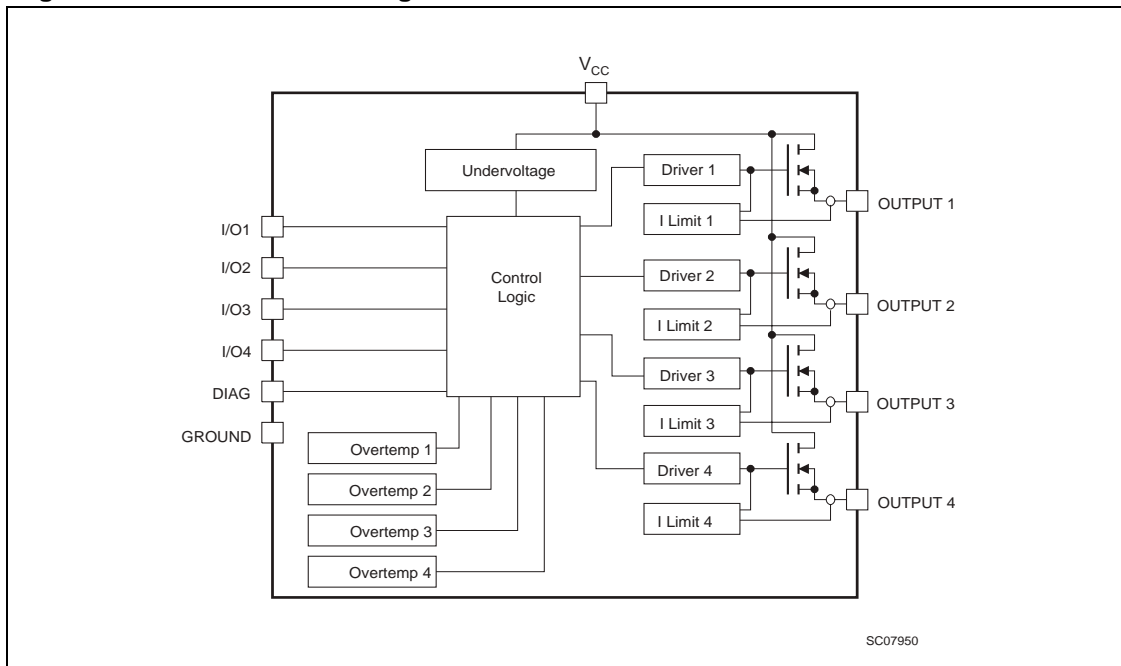 V_CC
Undervoltage
Driver 1
OUTPUT 1
I Limit 1
I/O1
I/O2
I/O3
I/O4
DIAG
GROUND
Control
Logic
Driver 2
OUTPUT 2
I Limit 2
Driver 3
OUTPUT 3
I Limit 3
Overtemp 1
Overtemp 2
Overtemp 3
Overtemp 4
Driver 4
OUTPUT 4
I Limit 4
SC07950